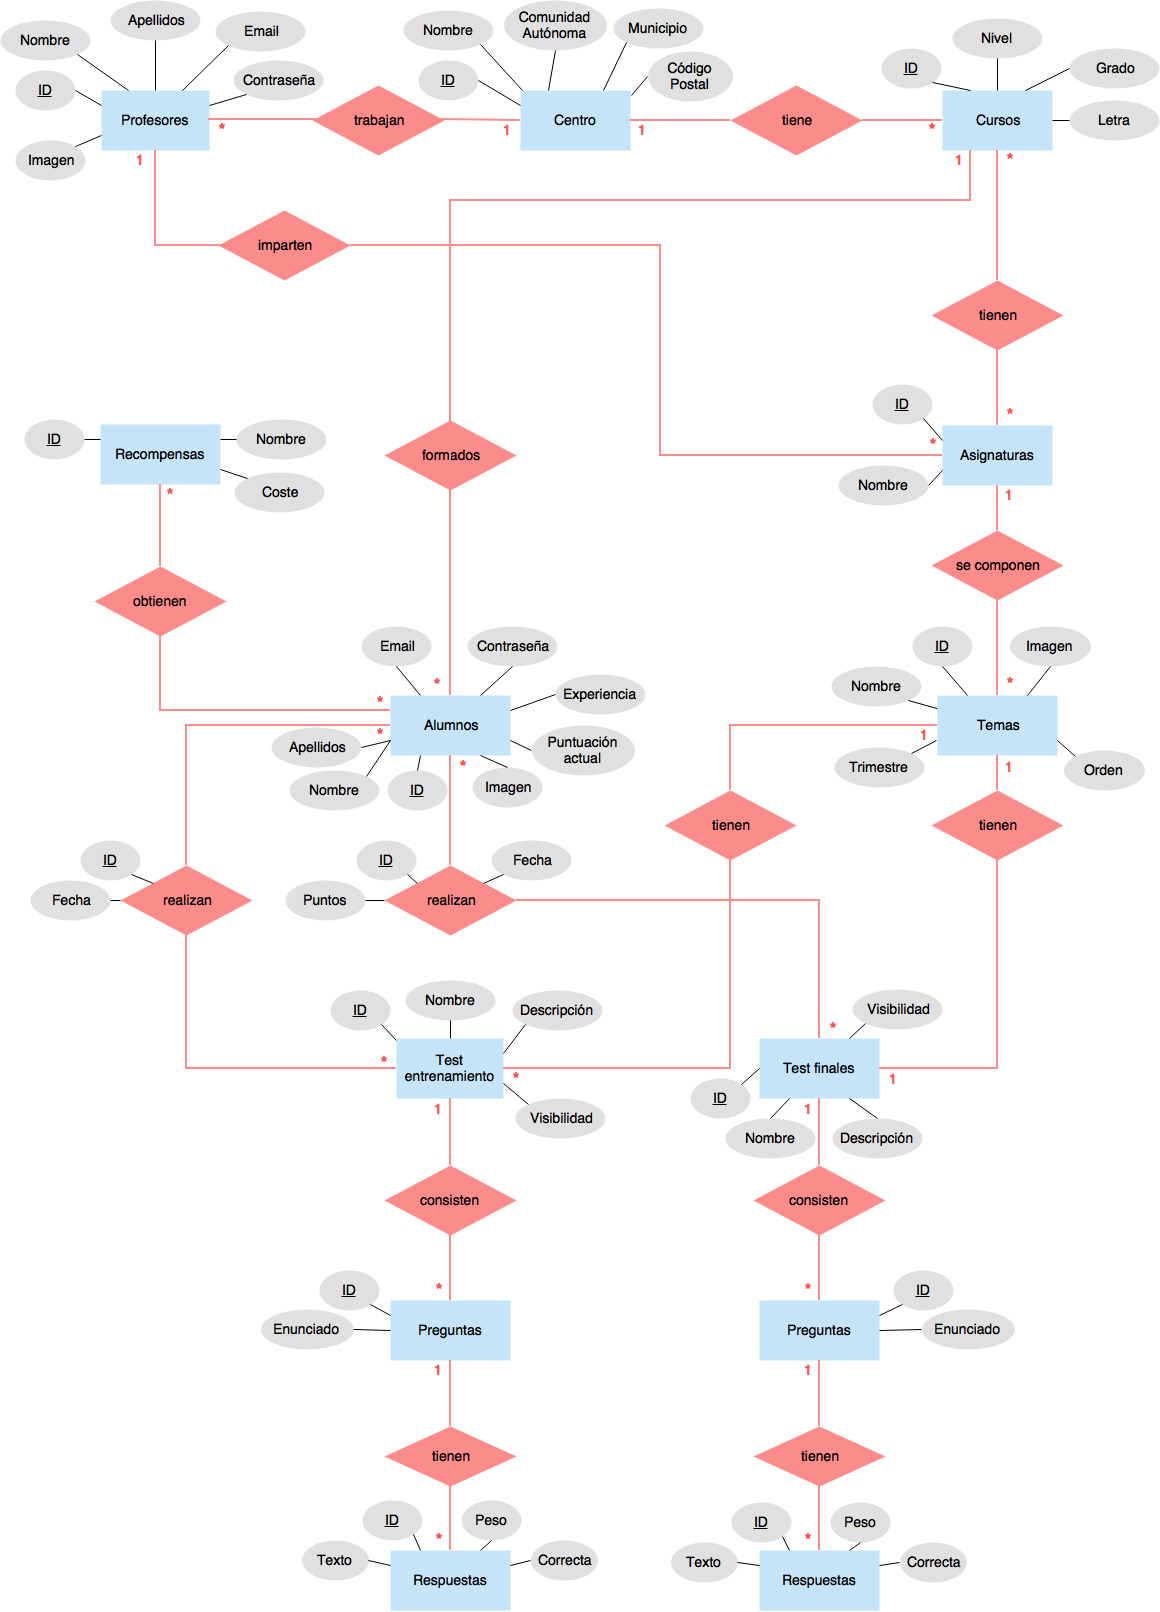 Apellidos
Nombre
Email
ID
Contraseña
Imagen
Profesores
*
1
trabajan
1
Nombre
Comunidad
Autónoma
Municipio
ID
Código
Postal
Centro
1
tiene
*
Nivel
ID
Grado
Letra
Cursos
1
*
imparten
tienen
*
ID
*
Nombre
Asignaturas
1
ID
Nombre
Coste
Recompensas
*
formados
se componen
obtienen
Email
Contraseña
*
Experiencia
*
Alumnos
*
Apellidos
Puntuación
actual
*
Nombre
ID
Imagen
ID
Imagen
*
Nombre
Temas
1
Trimestre
1
Orden
tienen
tienen
ID
Fecha
realizan
ID
Fecha
Puntos
realizan
ID
Nombre
Descripción
Test
entrenamiento
*
*
1
Visibilidad
Visibilidad
*
Test finales
1
ID
1
Nombre
Descripción
consisten
consisten
*
ID
Enunciado
Preguntas
1
*
ID
Enunciado
Preguntas
1
tienen
tienen
ID
Peso
*
Texto
Correcta
Respuestas
ID
Peso
*
Texto
Correcta
Respuestas